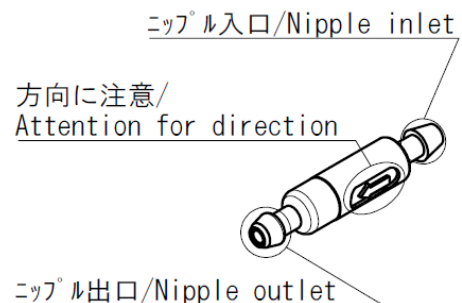 ﾆｯﾌﾟﾙ入口/Nipple inlet
方向に注意/
Attention for direction
ﾆｯﾌﾟﾙ出口/Nipple outlet